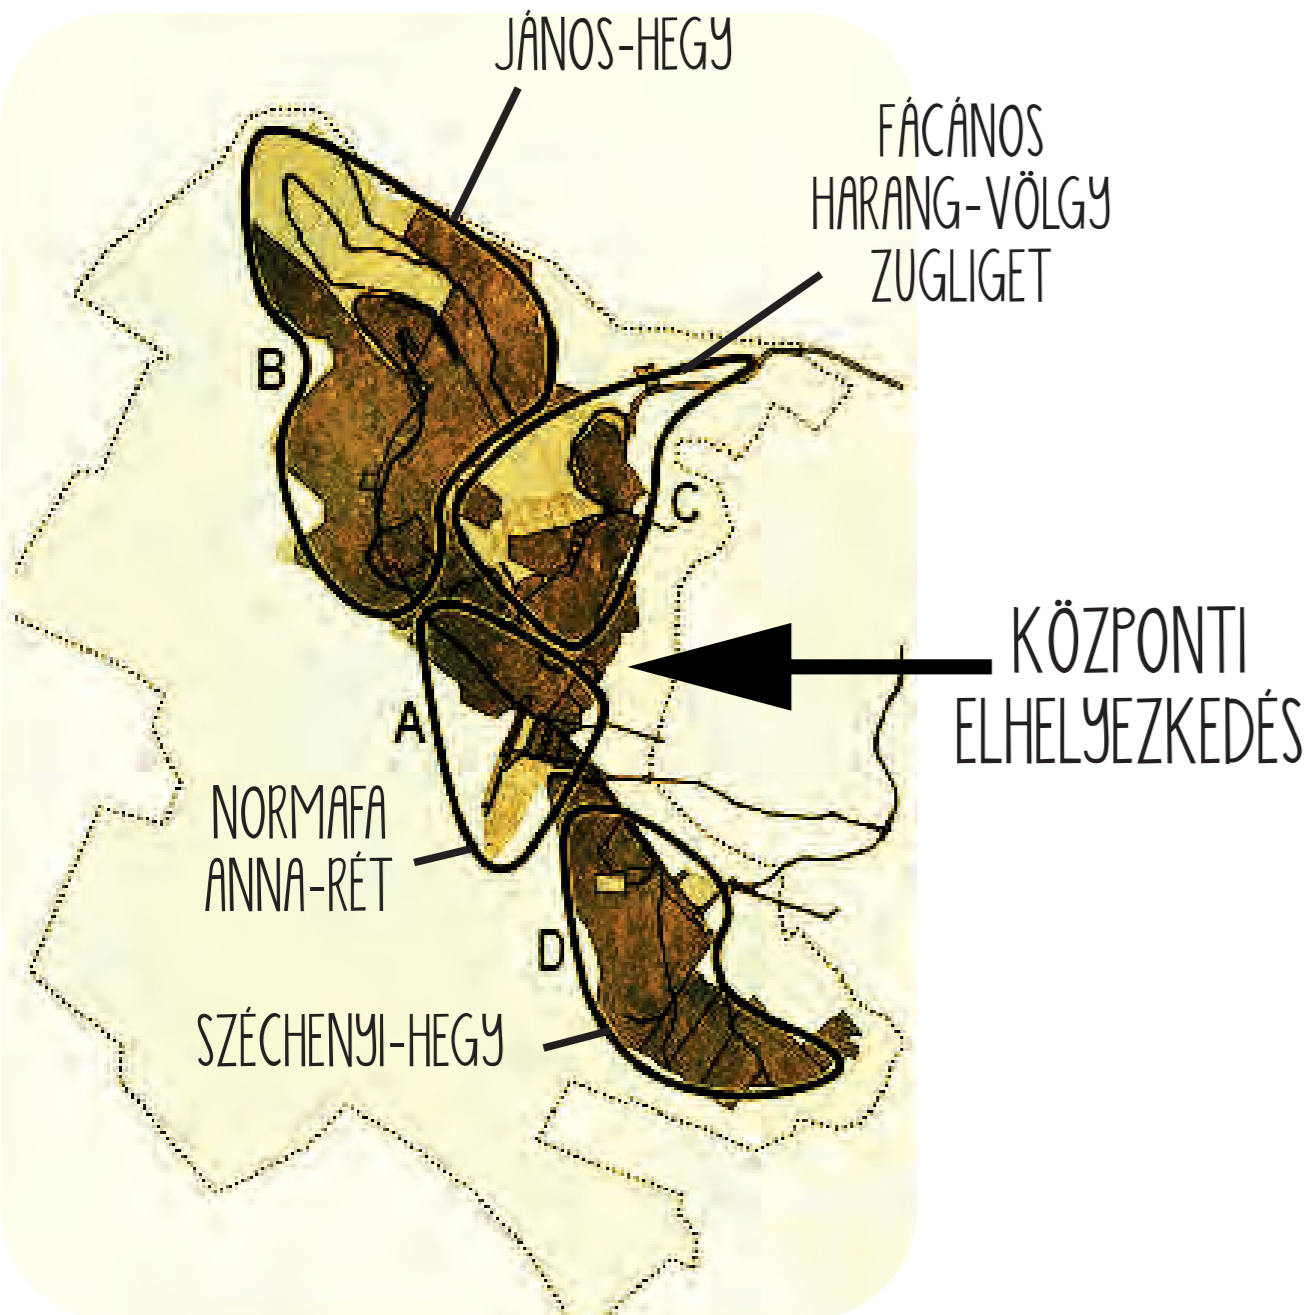 JÁNOS-HEGY
FÁCÁNOS
HARANG-VÖLGY
ZUGLIGET
B
C
KÖZPONTI
ELHELYEZKEDÉS
A
NORMAFA
ANNA-RÉT
D
SZÉCHENYI-HEGY